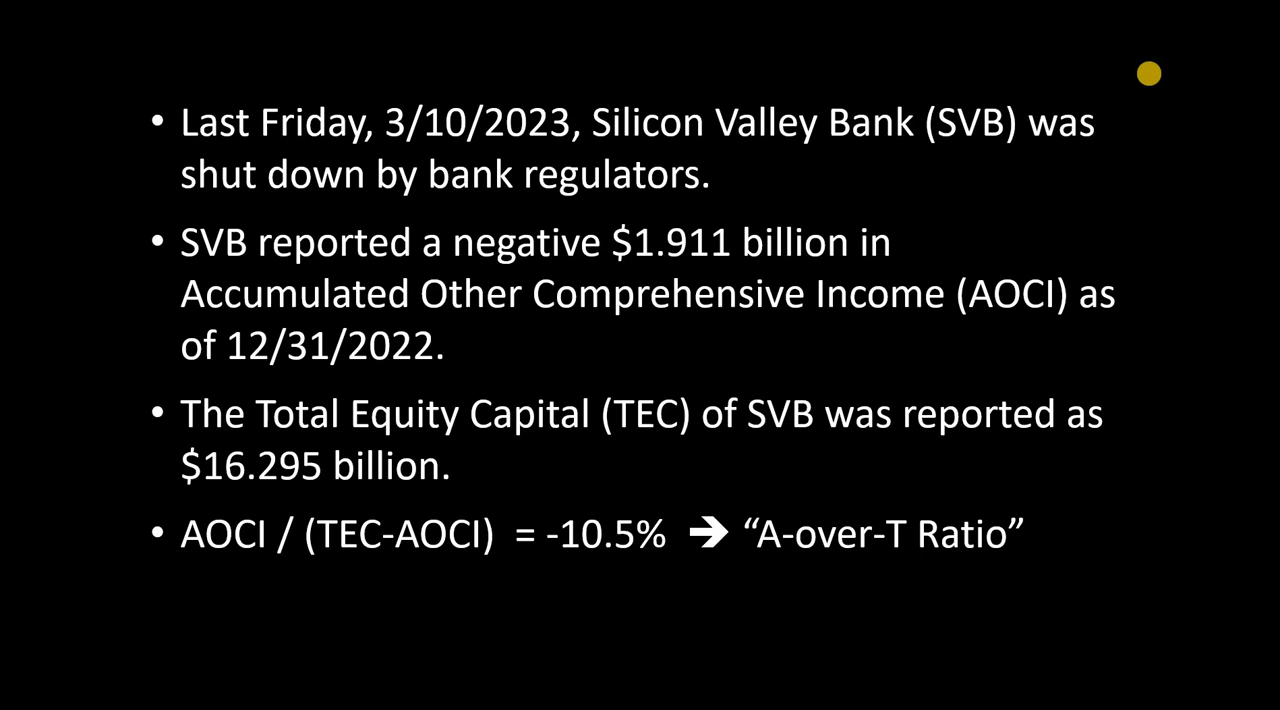 • Last Friday, 3/10/2023, Silicon Valley Bank (SVB) was
shut down by bank regulators.
• SVB reported a negative $1.911 billion in
Accumulated Other Comprehensive Income (AOCI) as
of 12/31/2022.
• The Total Equity Capital (TEC) of SVB was reported as
$16.295 billion.
• AOCI / (TEC-AOCI) = -10.5% ➔ “A-over-T Ratio”